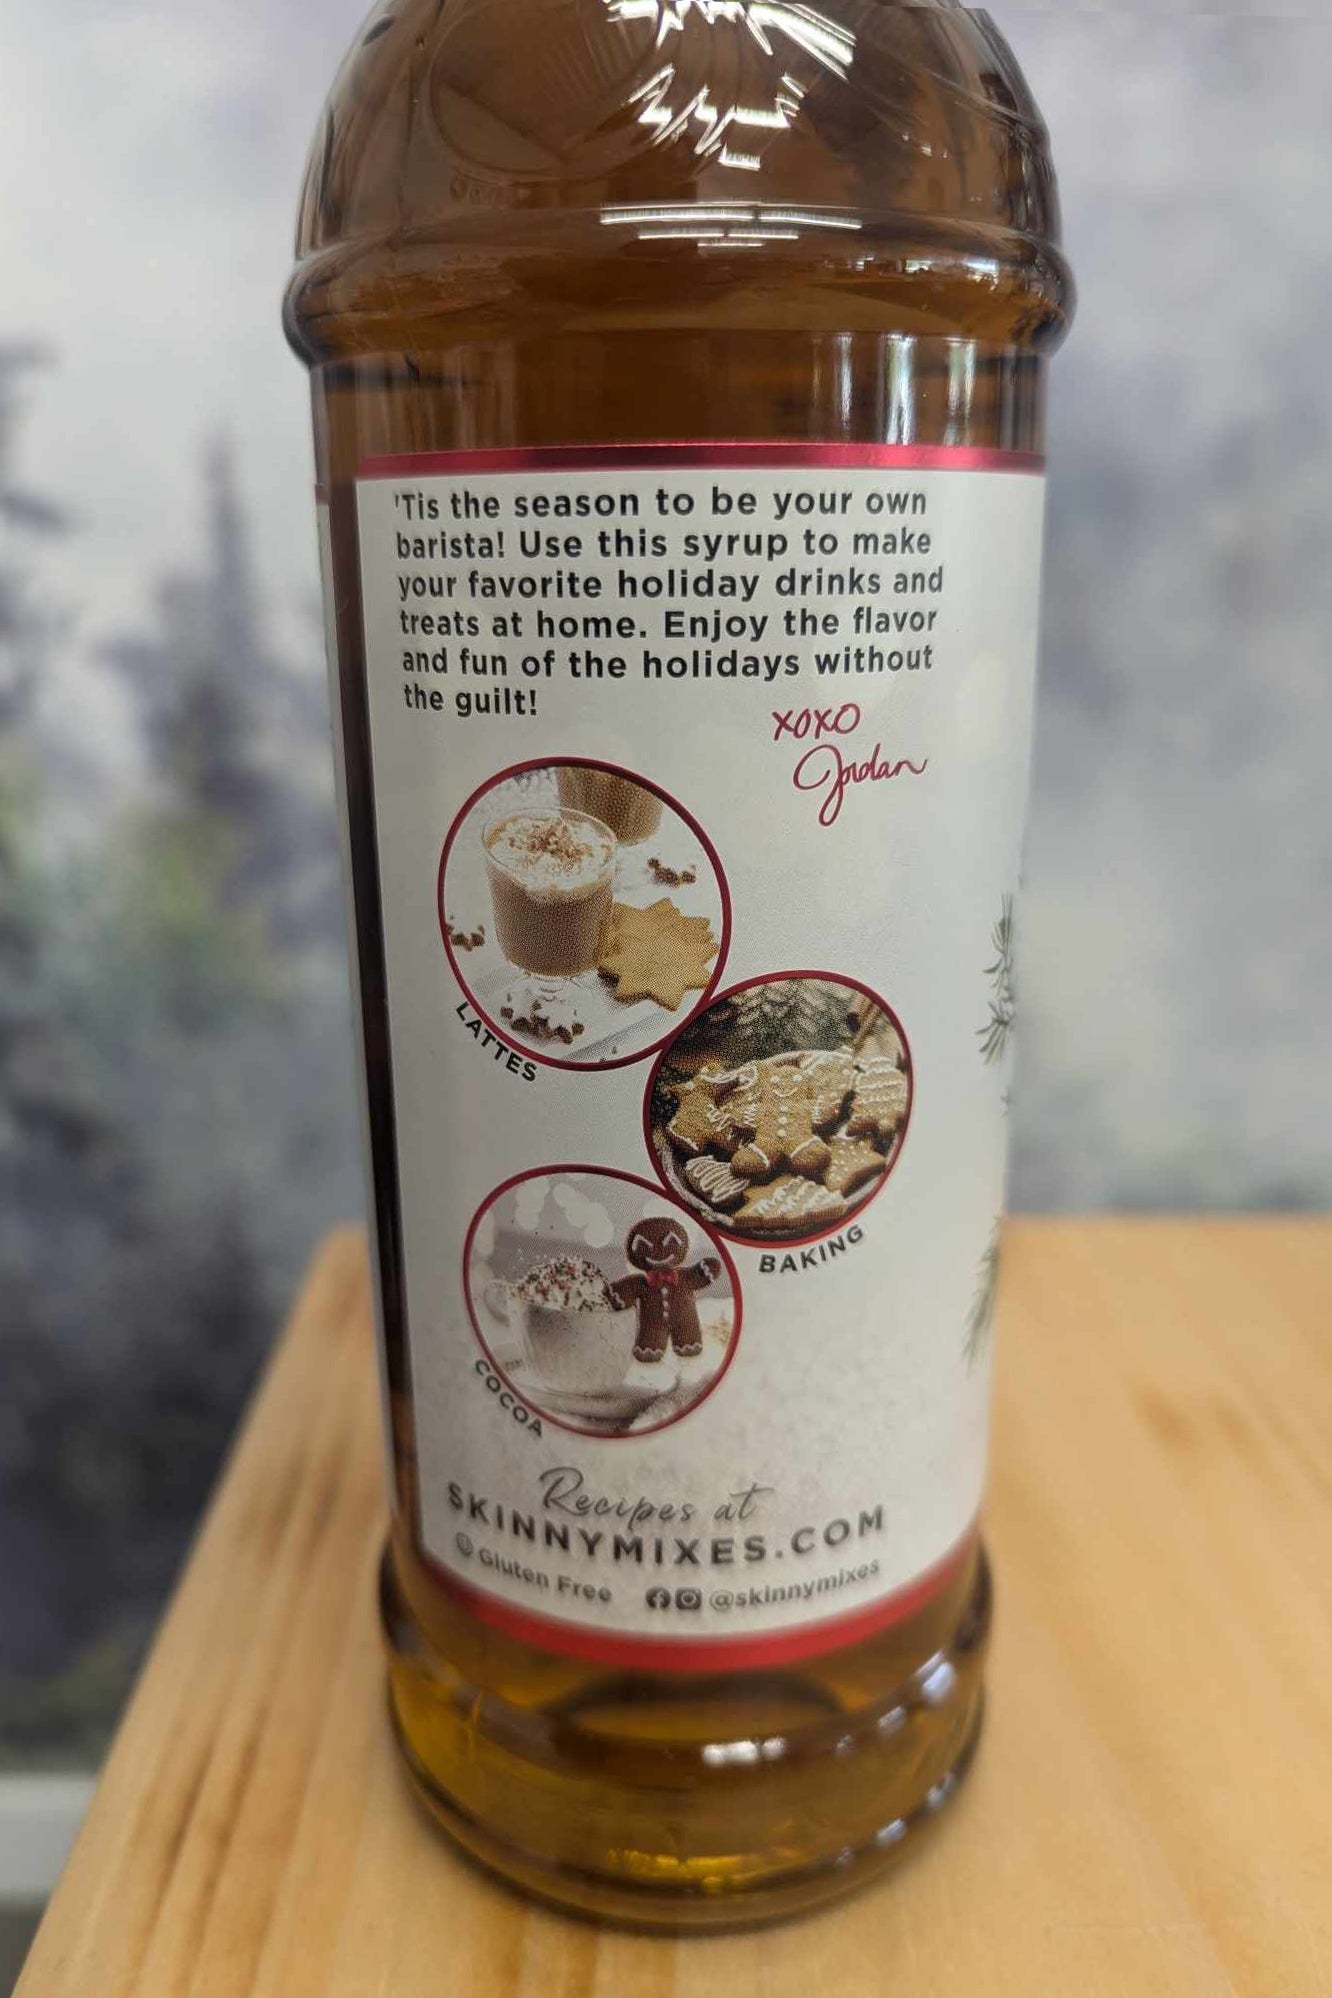 'Tis the season to be your own
barista! Use this syrup to make
your favorite holiday drinks and
treats at home. Enjoy the flavor
and fun of the holidays without
the guilt!
XOXO
Jordan
LATTES
BAKING
COCOA
Recipes at
SKINNYMIXES.COM
Gluten Free @skinnymixes